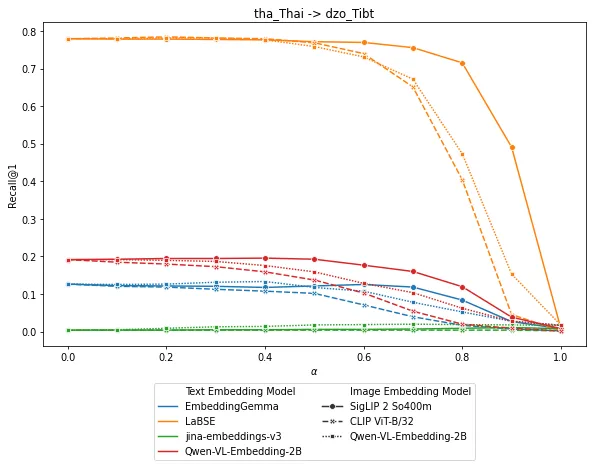 tha_Thai -> dzo_Tibt
0.8
0.7
0.6
0.5
0.4
0.3
0.2
0.1
0.0
Recall@1
0.0 0.2 0.4 0.6 0.8 1.0
α
Text Embedding Model
EmbeddingGemma
LaBSE
jina-embeddings-v3
Qwen-VL-Embedding-2B
Image Embedding Model
SigLIP 2 So400m
CLIP ViT-B/32
Qwen-VL-Embedding-2B